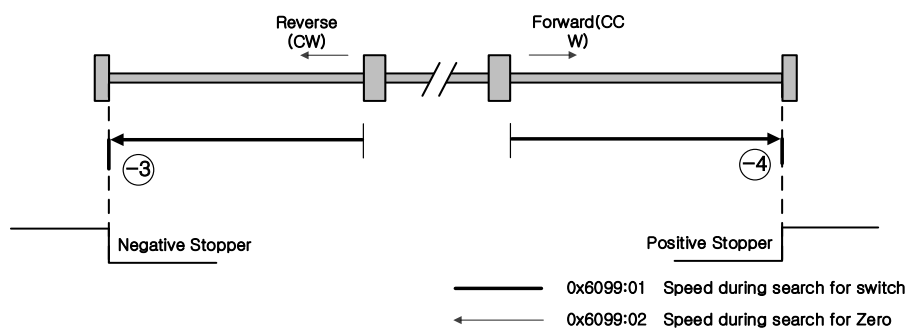 Reverse
(CW)
Forward(CC
W)
-3
-4
Negative Stopper
Positive Stopper
0x6099:01 Speed during search for switch
0x6099:02 Speed during search for Zero